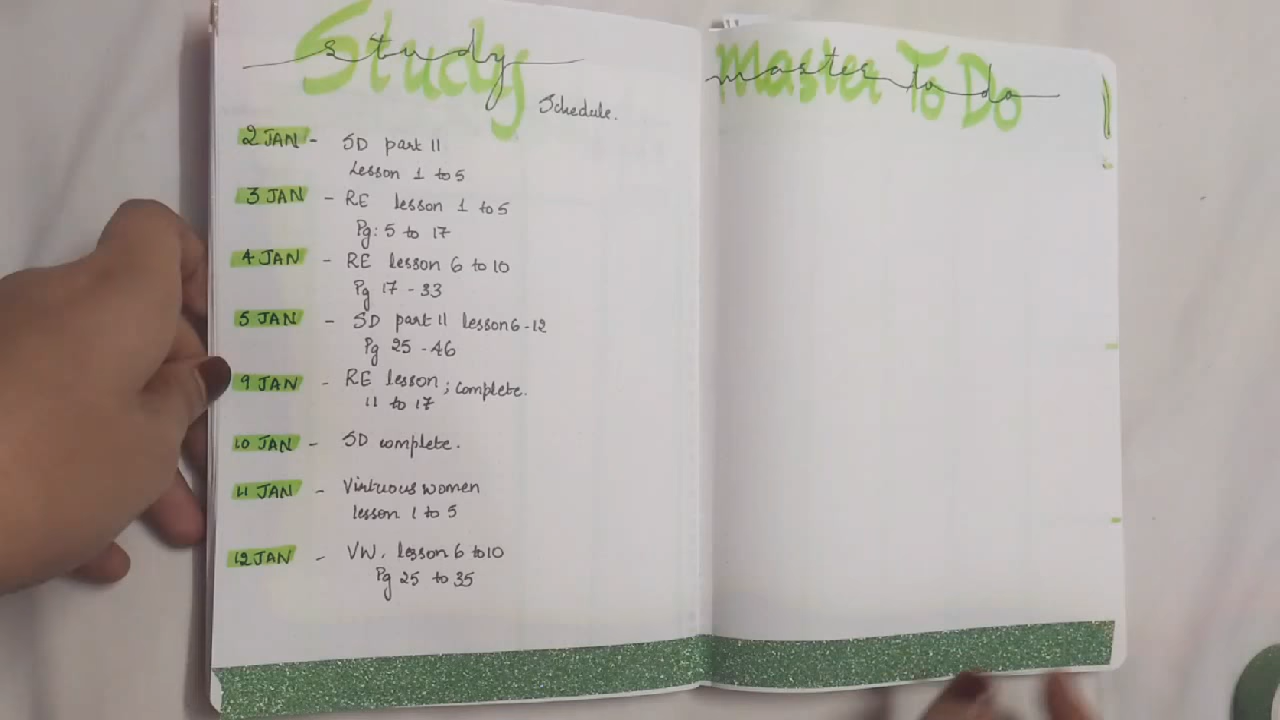 Study
study
Schedule.
2 JAN - SD part II
Lesson 1 to 5
3 JAN - RE lesson 1 to 5
Pg: 5 to 17
4 JAN - RE lesson 6 to 10
Pg 17 - 33
5 JAN - SD part II lesson 6 - 12
Pg 25 - 46
9 JAN - RE lesson ; complete.
11 to 17
10 JAN - SD complete.
11 JAN - Virtuous women
lesson 1 to 5
12 JAN - VW. lesson 6 to 10
Pg 25 to 35
Master To Do
master to do